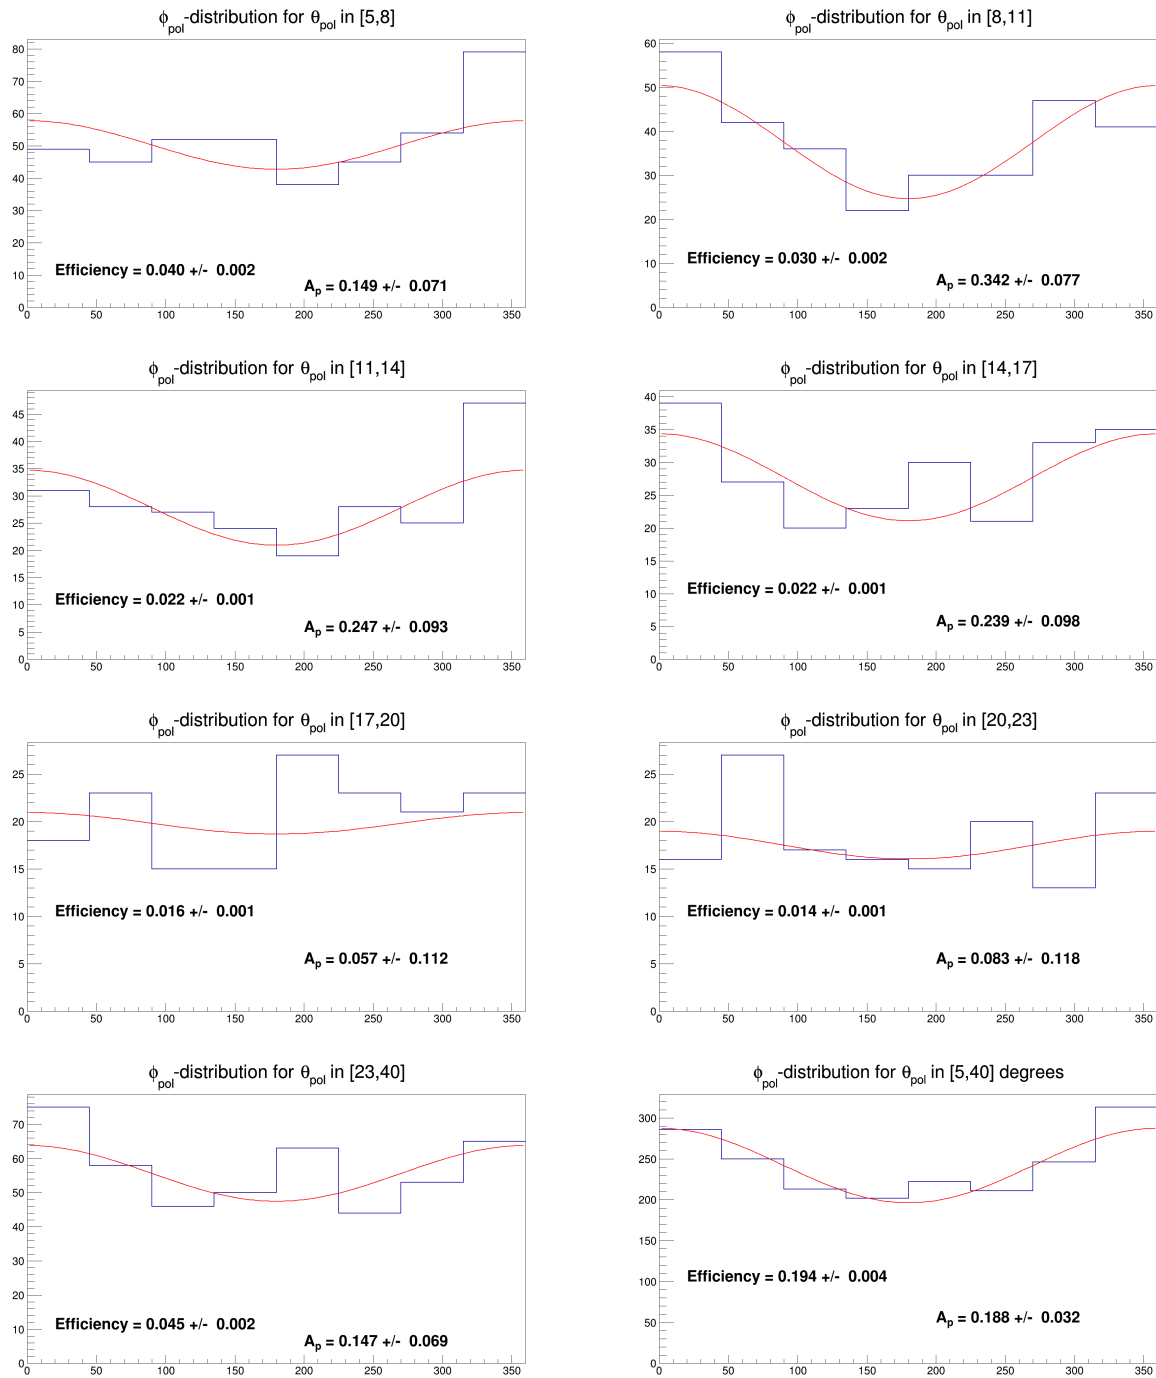 ϕpol-distribution for θpol in [5,8]
80
70
60
50
40
30
20
10
0
Efficiency = 0.040 +/- 0.002
Ap = 0.149 +/- 0.071
0 50 100 150 200 250 300 350
ϕpol-distribution for θpol in [8,11]
60
50
40
30
20
10
0
Efficiency = 0.030 +/- 0.002
Ap = 0.342 +/- 0.077
0 50 100 150 200 250 300 350
ϕpol-distribution for θpol in [11,14]
45
40
35
30
25
20
15
10
5
0
Efficiency = 0.022 +/- 0.001
Ap = 0.247 +/- 0.093
0 50 100 150 200 250 300 350
ϕpol-distribution for θpol in [14,17]
40
35
30
25
20
15
10
5
0
Efficiency = 0.022 +/- 0.001
Ap = 0.239 +/- 0.098
0 50 100 150 200 250 300 350
ϕpol-distribution for θpol in [17,20]
25
20
15
10
5
0
Efficiency = 0.016 +/- 0.001
Ap = 0.057 +/- 0.112
0 50 100 150 200 250 300 350
ϕpol-distribution for θpol in [20,23]
25
20
15
10
5
0
Efficiency = 0.014 +/- 0.001
Ap = 0.083 +/- 0.118
0 50 100 150 200 250 300 350
ϕpol-distribution for θpol in [23,40]
70
60
50
40
30
20
10
0
Efficiency = 0.045 +/- 0.002
Ap = 0.147 +/- 0.069
0 50 100 150 200 250 300 350
ϕpol-distribution for θpol in [5,40] degrees
300
250
200
150
100
50
0
Efficiency = 0.194 +/- 0.004
Ap = 0.188 +/- 0.032
0 50 100 150 200 250 300 350